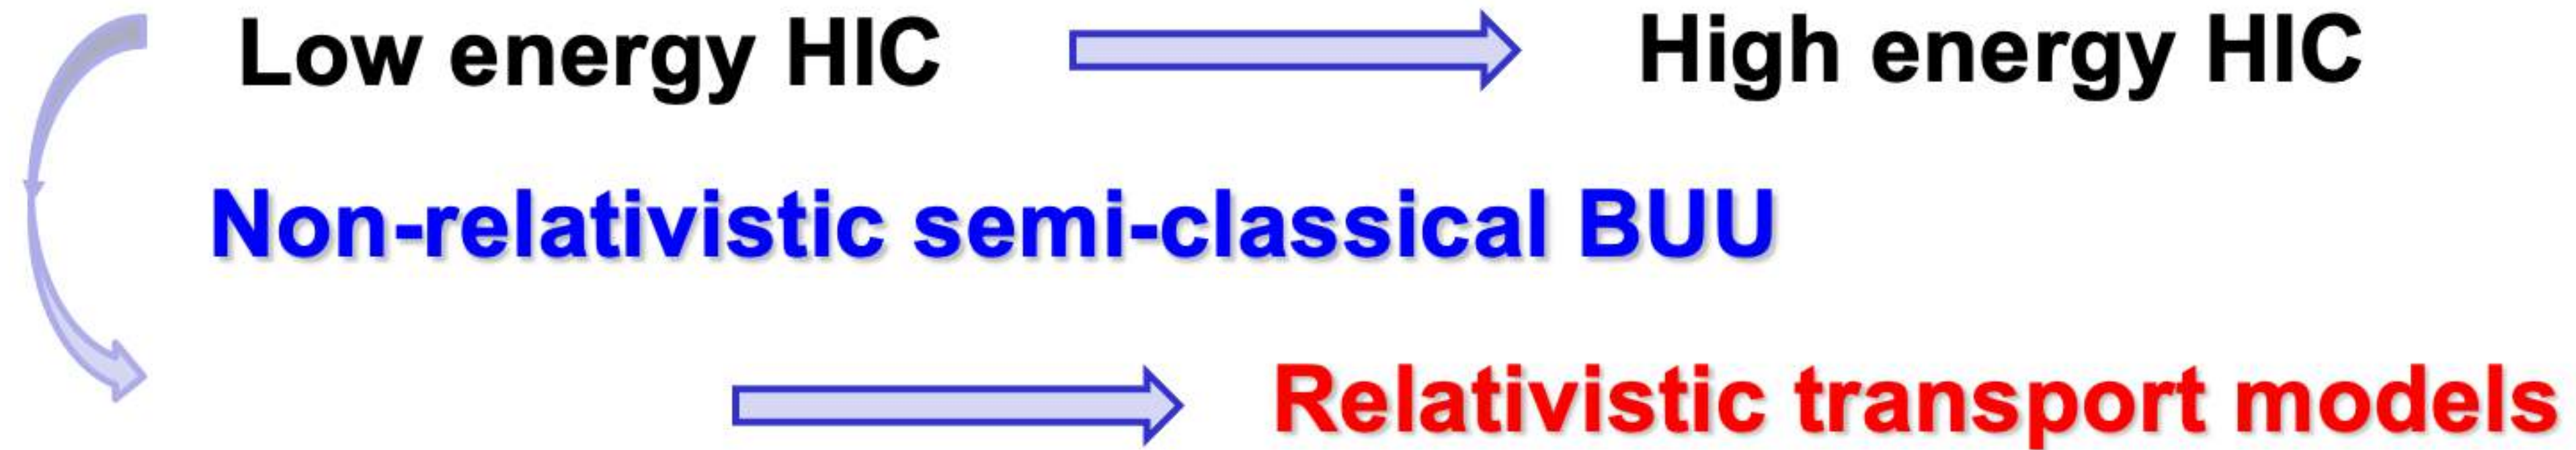 Low energy HIC High energy HIC
Non-relativistic semi-classical BUU
Relativistic transport models